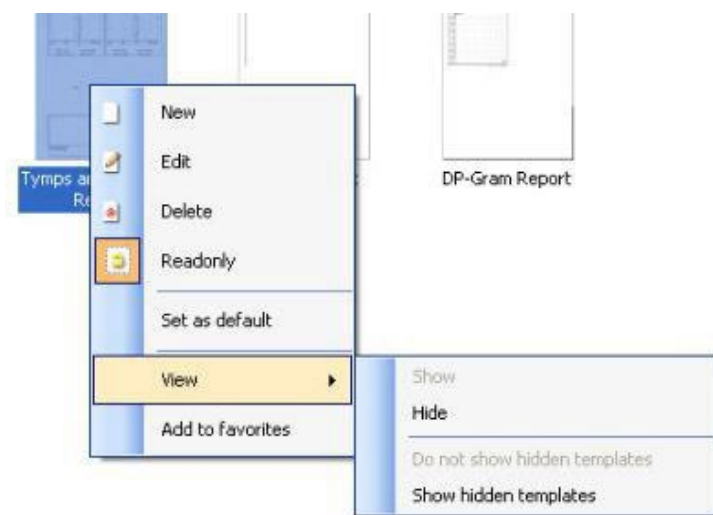 Tymps a
Re
DP-Gram Report
New
Edit
Delete
Readonly
Set as default
View
Add to favorites
Show
Hide
Do not show hidden templates
Show hidden templates